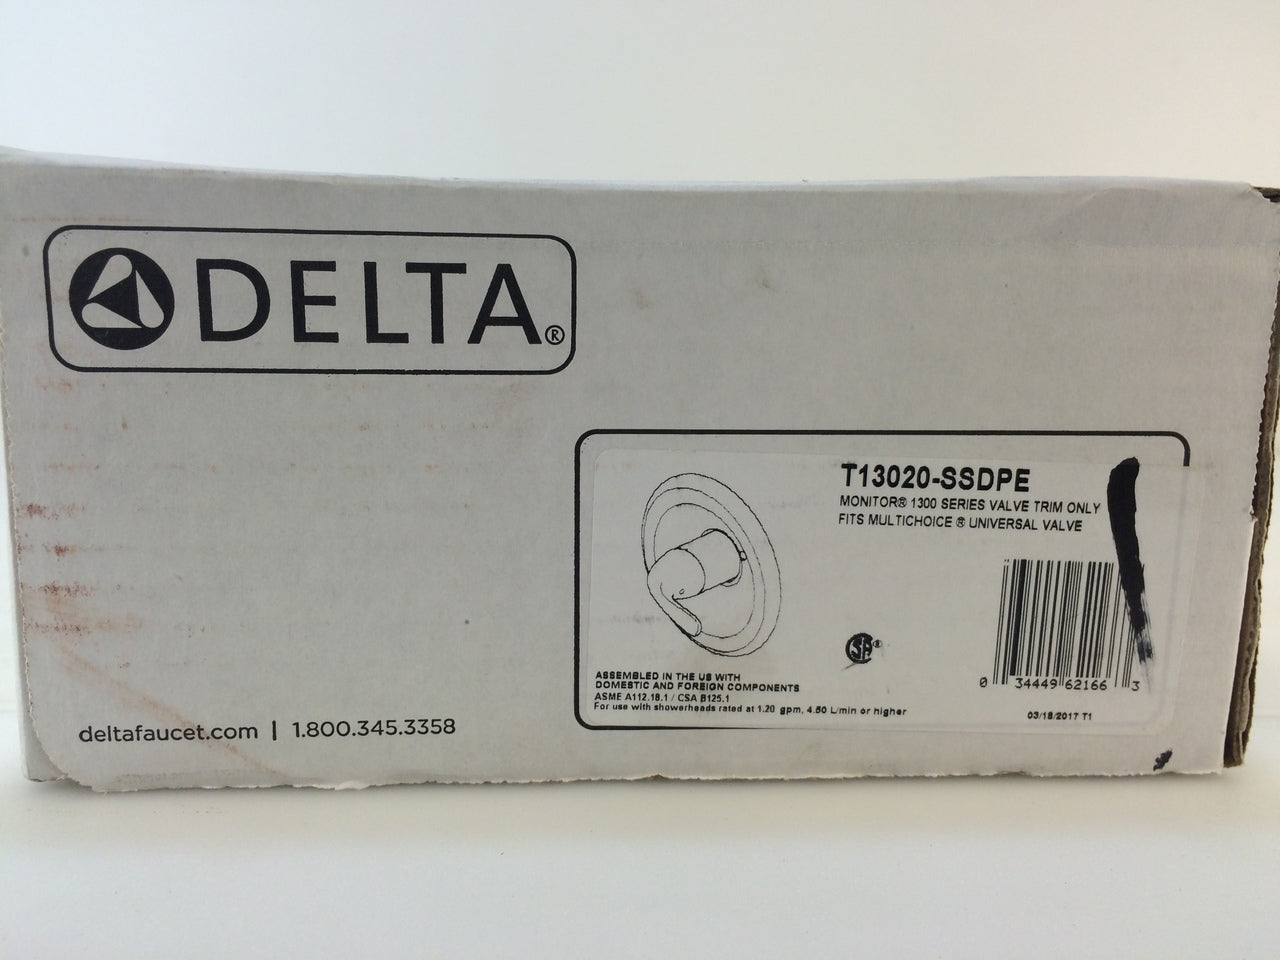 DELTA®
T13020-SSDPE
MONITOR® 1300 SERIES VALVE TRIM ONLY
FITS MULTICHOICE ® UNIVERSAL VALVE
SA®
0 34449 62166 3
ASSEMBLED IN THE US WITH
DOMESTIC AND FOREIGN COMPONENTS
ASME A112.18.1 / CSA B125.1
For use with showerheads rated at 1.20 gpm, 4.50 L/min or higher
03/18/2017 T1
deltafaucet.com | 1.800.345.3358